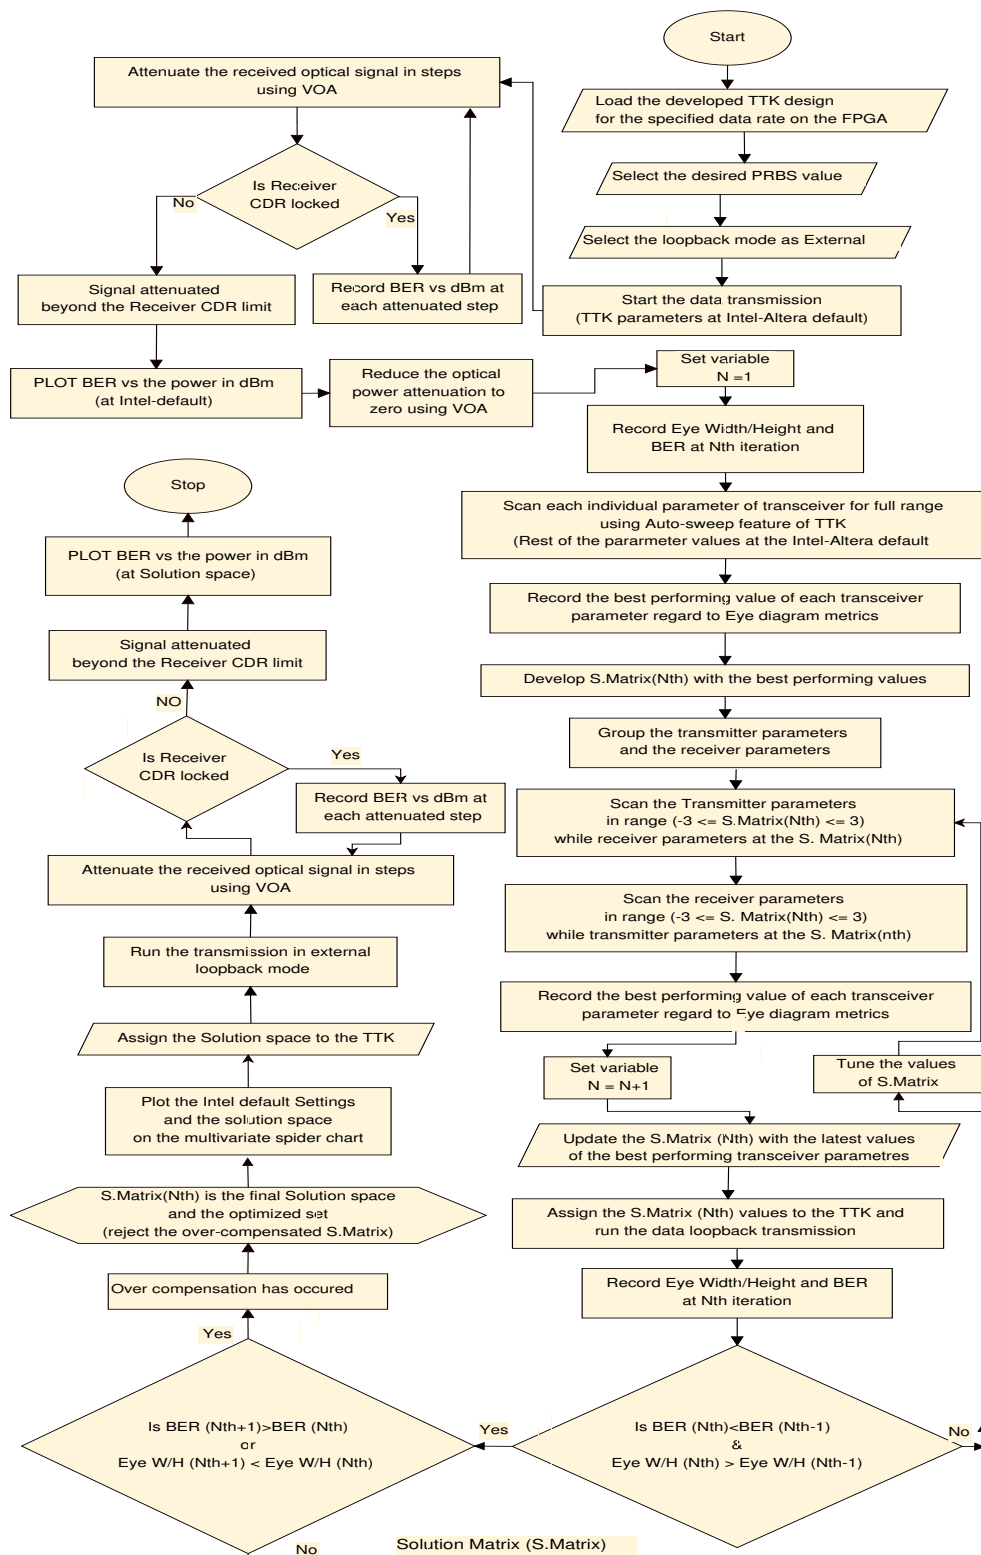 Start
Load the developed TTK design
for the specified data rate on the FPGA
Select the desired PRBS value
Select the loopback mode as External
Start the data transmission
(TTK parameters at Intel-Altera default)
Attenuate the received optical signal in steps
using VOA
Is Receiver
CDR locked
No
Yes
Record BER vs dBm at
each attenuated step
Signal attenuated
beyond the Receiver CDR limit
PLOT BER vs the power in dBm
(at Intel-default)
Reduce the optical
power attenuation to
zero using VOA
Set variable
N =1
Record Eye Width/Height and
BER at Nth iteration
Scan each individual parameter of transceiver for full range
using Auto-sweep feature of TTK
(Rest of the pararmeter values at the Intel-Altera default
Record the best performing value of each transceiver
parameter regard to Eye diagram metrics
Develop S.Matrix(Nth) with the best performing values
Group the transmitter parameters
and the receiver parameters
Scan the Transmitter parameters
in range (-3 <= S.Matrix(Nth) <= 3)
while receiver parameters at the S. Matrix(Nth)
Scan the receiver parameters
in range (-3 <= S. Matrix(Nth) <= 3)
while transmitter parameters at the S. Matrix(nth)
Record the best performing value of each transceiver
parameter regard to Eye diagram metrics
Set variable
N = N+1
Tune the values
of S.Matrix
Update the S.Matrix (Nth) with the latest values
of the best performing transceiver parametres
Assign the S.Matrix (Nth) values to the TTK and
run the data loopback transmission
Record Eye Width/Height and BER
at Nth iteration
Is BER (Nth)<BER (Nth-1)
&
Eye W/H (Nth) > Eye W/H (Nth-1)
No
Yes
Is BER (Nth+1)>BER (Nth)
or
Eye W/H (Nth+1) < Eye W/H (Nth)
No
Yes
Over compensation has occured
S.Matrix(Nth) is the final Solution space
and the optimized set
(reject the over-compensated S.Matrix)
Plot the Intel default Settings
and the solution space
on the multivariate spider chart
Assign the Solution space to the TTK
Run the transmission in external
loopback mode
Attenuate the received optical signal in steps
using VOA
Record BER vs dBm at
each attenuated step
Yes
Is Receiver
CDR locked
NO
Signal attenuated
beyond the Receiver CDR limit
PLOT BER vs the power in dBm
(at Solution space)
Stop
Solution Matrix (S.Matrix)